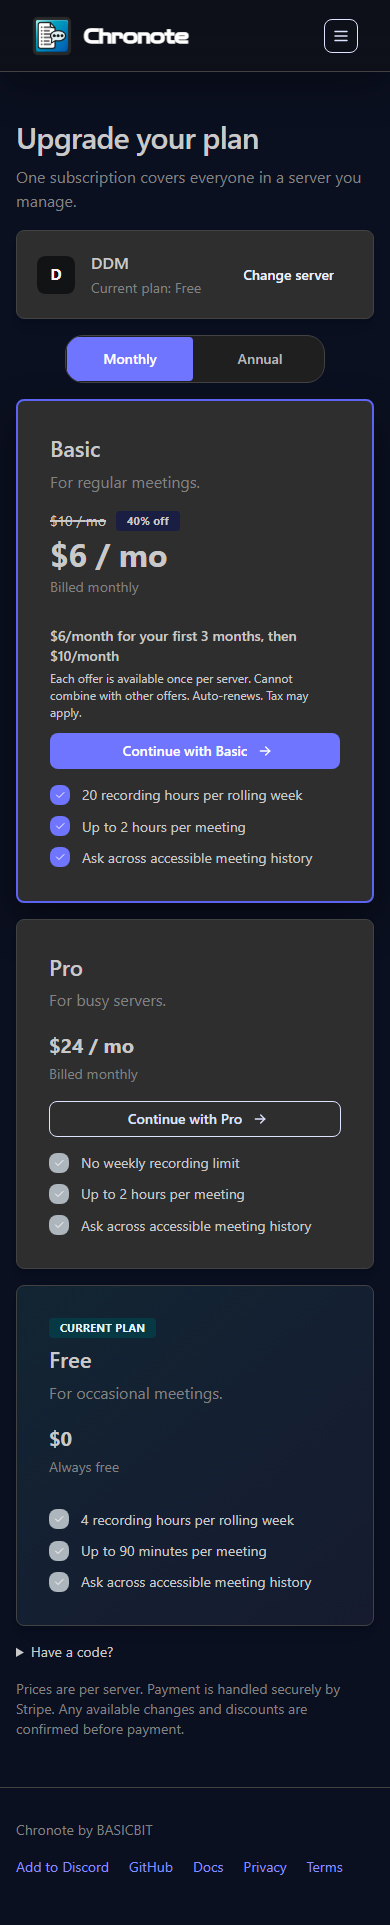 Chronote
Upgrade your plan
One subscription covers everyone in a server you
manage.
D
DDM
Current plan: Free
Change server
Monthly
Annual
Basic
For regular meetings.
$10 / mo
40% off
$6 / mo
Billed monthly
$6/month for your first 3 months, then
$10/month
Each offer is available once per server. Cannot
combine with other offers. Auto-renews. Tax may
apply.
Continue with Basic →
20 recording hours per rolling week
Up to 2 hours per meeting
Ask across accessible meeting history
Pro
For busy servers.
$24 / mo
Billed monthly
Continue with Pro →
No weekly recording limit
Up to 2 hours per meeting
Ask across accessible meeting history
CURRENT PLAN
Free
For occasional meetings.
$0
Always free
4 recording hours per rolling week
Up to 90 minutes per meeting
Ask across accessible meeting history
Have a code?
Prices are per server. Payment is handled securely by
Stripe. Any available changes and discounts are
confirmed before payment.
Chronote by BASICBIT
Add to Discord GitHub Docs Privacy Terms